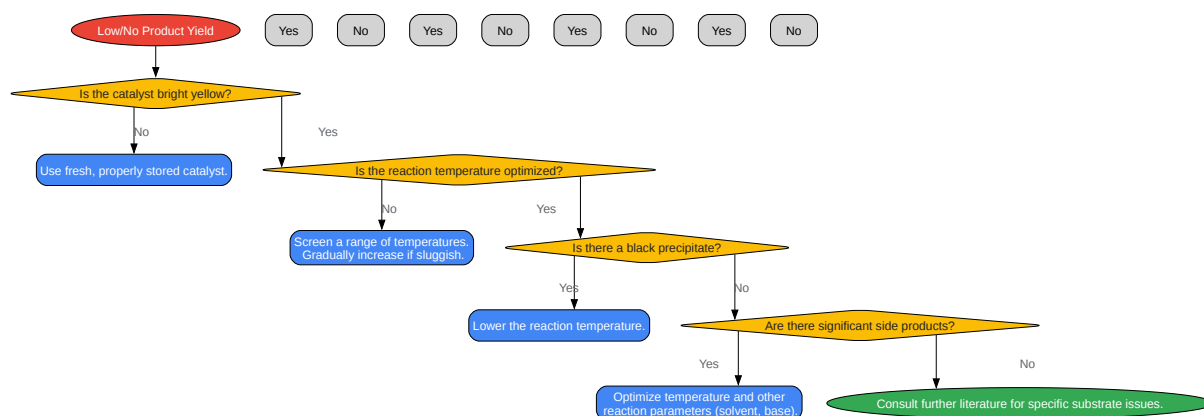 Low/No Product Yield
Yes
No
Yes
No
Yes
No
Yes
No
Is the catalyst bright yellow?
No
Yes
Use fresh, properly stored catalyst.
Is the reaction temperature optimized?
No
Yes
Screen a range of temperatures.
Gradually increase if sluggish.
Is there a black precipitate?
Yes
No
Lower the reaction temperature.
Are there significant side products?
Yes
No
Optimize temperature and other
reaction parameters (solvent, base).
Consult further literature for specific substrate issues.